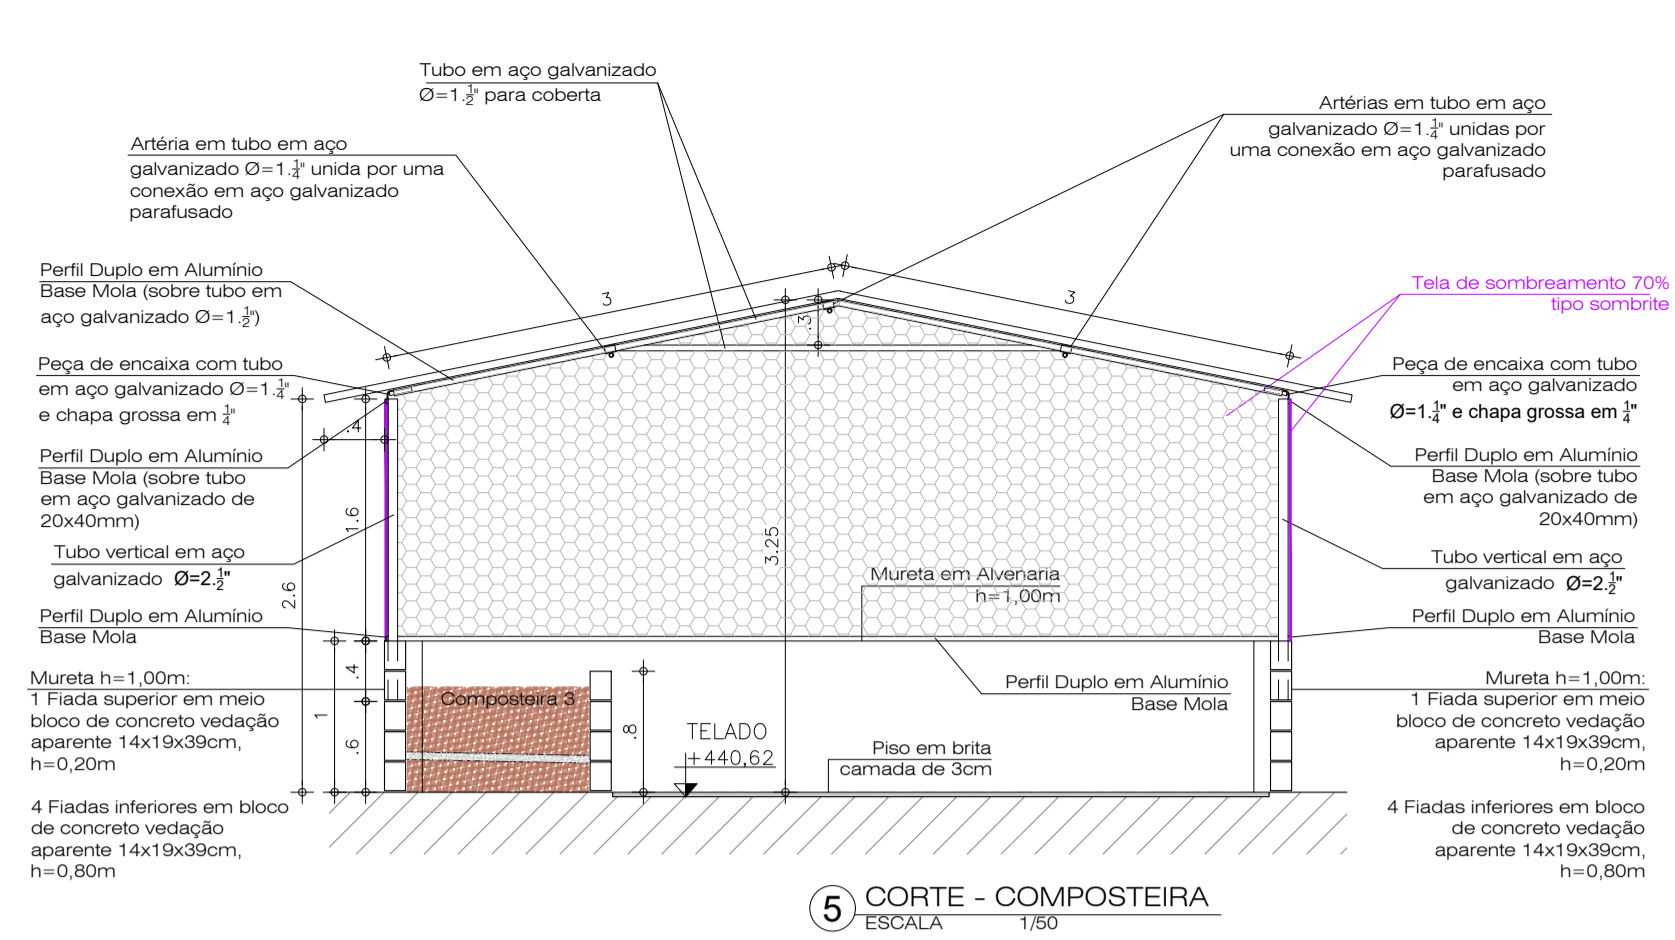 Tubo em aço galvanizado
Ø=1.½" para coberta
Artérias em tubo em aço
galvanizado Ø=1.¼" unidas por
uma conexão em aço galvanizado
parafusado
Artéria em tubo em aço
galvanizado Ø=1.¼" unida por uma
conexão em aço galvanizado
parafusado
Perfil Duplo em Alumínio
Base Mola (sobre tubo em
aço galvanizado Ø=1.½")
3
3
.3
Tela de sombreamento 70%
tipo sombrite
Peça de encaixa com tubo
em aço galvanizado Ø=1.¼"
e chapa grossa em ¼"
Peça de encaixa com tubo
em aço galvanizado
Ø=1.¼" e chapa grossa em ¼"
.4
Perfil Duplo em Alumínio
Base Mola (sobre tubo
em aço galvanizado de
20x40mm)
Perfil Duplo em Alumínio
Base Mola (sobre tubo
em aço galvanizado de
20x40mm)
1.6
3.25
Tubo vertical em aço
galvanizado Ø=2.½"
Tubo vertical em aço
galvanizado Ø=2.½"
2.6
Mureta em Alvenaria
h=1,00m
Perfil Duplo em Alumínio
Base Mola
Perfil Duplo em Alumínio
Base Mola
Mureta h=1,00m:
1 Fiada superior em meio
bloco de concreto vedação
aparente 14x19x39cm,
h=0,20m
4 Fiadas inferiores em bloco
de concreto vedação
aparente 14x19x39cm,
h=0,80m
.4
1
.6
Composteira 3
.8
TELADO
+440,62
Perfil Duplo em Alumínio
Base Mola
Piso em brita
camada de 3cm
Mureta h=1,00m:
1 Fiada superior em meio
bloco de concreto vedação
aparente 14x19x39cm,
h=0,20m
4 Fiadas inferiores em bloco
de concreto vedação
aparente 14x19x39cm,
h=0,80m
5 CORTE - COMPOSTEIRA
ESCALA 1/50